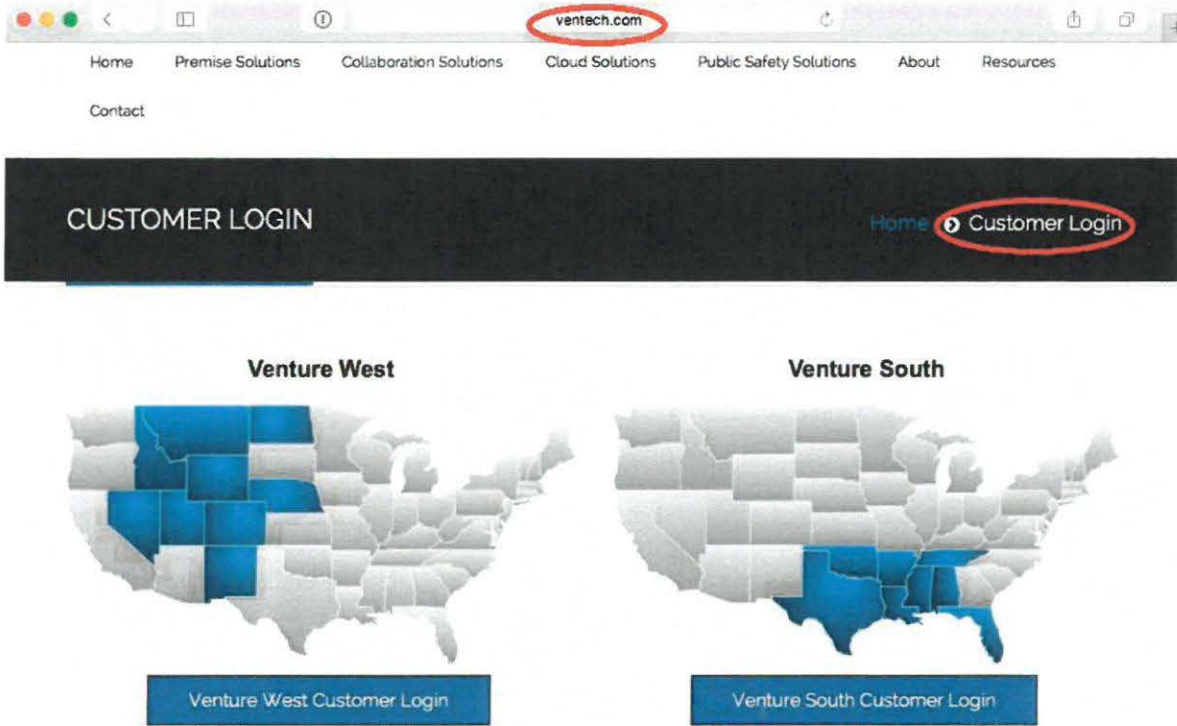 ventech.com
Home Premise Solutions Collaboration Solutions Cloud Solutions Public Safety Solutions About Resources
Contact
CUSTOMER LOGIN
Home Customer Login
Venture West Venture South
Venture West Customer Login Venture South Customer Login